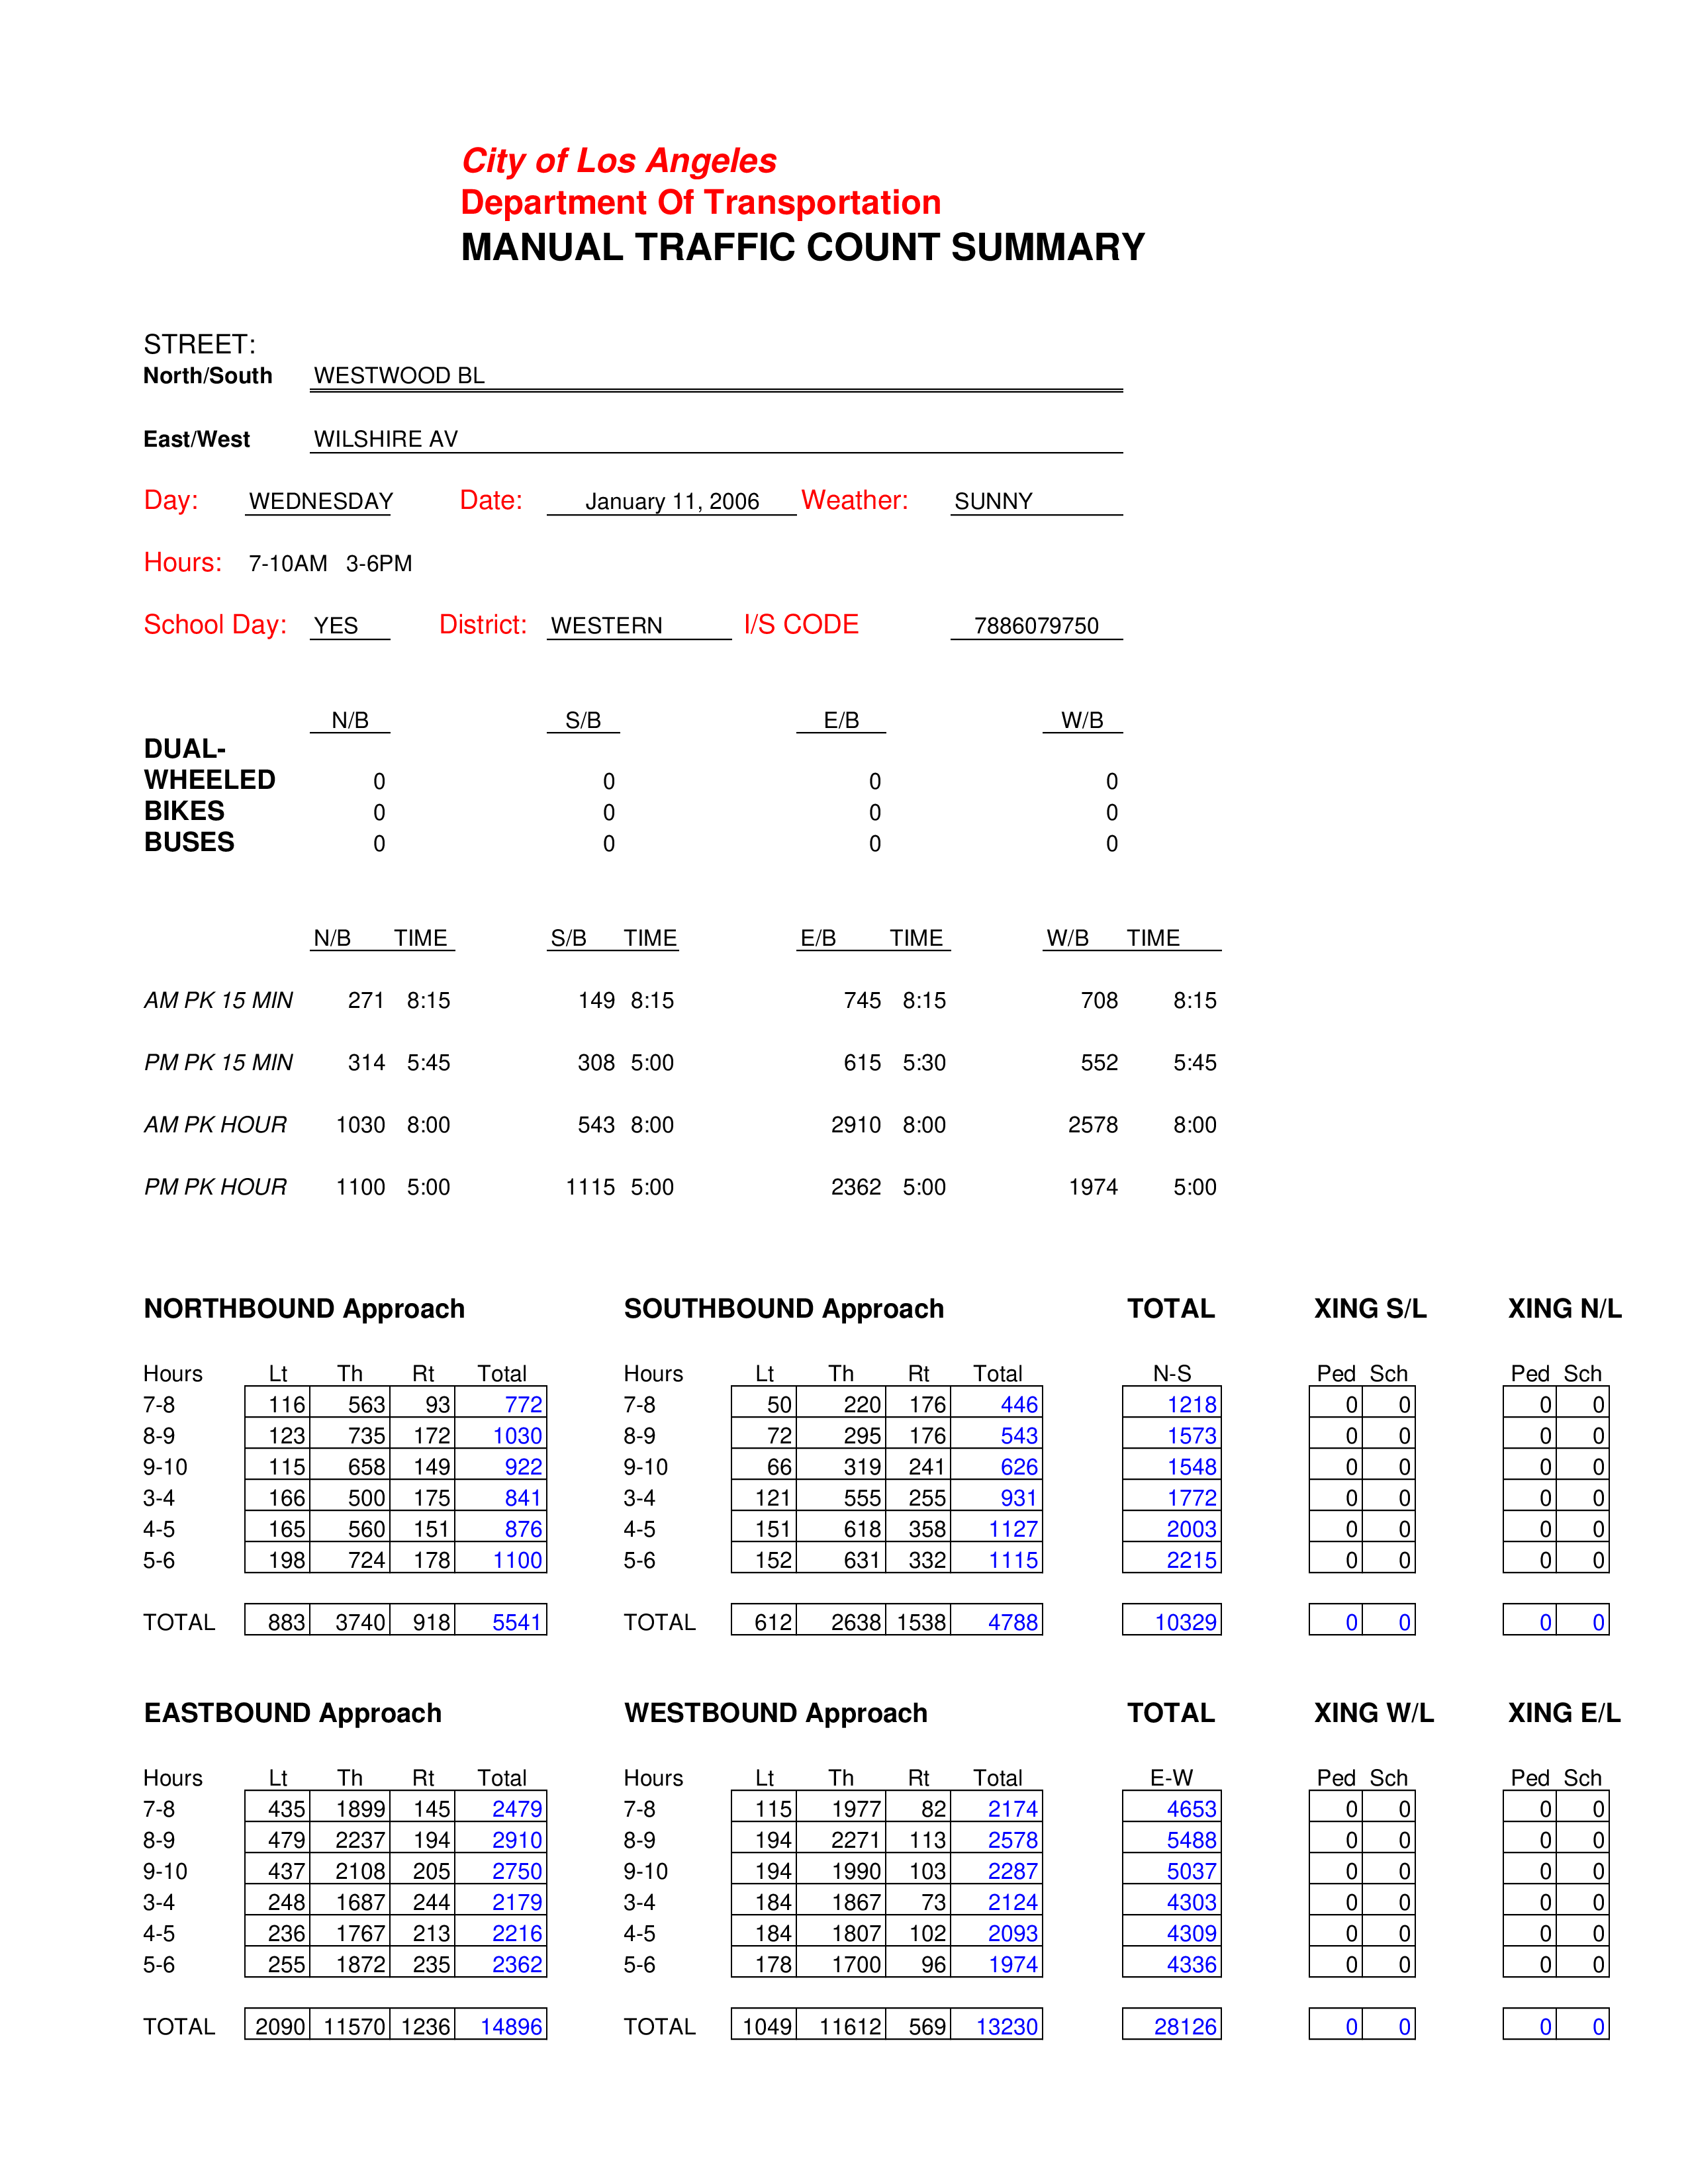 City of Los Angeles
Department Of Transportation
MANUAL TRAFFIC COUNT SUMMARY
STREET:
North/South WESTWOOD BL
East/West WILSHIRE AV
Day: WEDNESDAY Date: January 11, 2006 Weather: SUNNY
Hours: 7-10AM 3-6PM
School Day: YES District: WESTERN I/S CODE 7886079750
N/B S/B E/B W/B
DUAL-
WHEELED 0 0 0 0
BIKES 0 0 0 0
BUSES 0 0 0 0
N/B TIME S/B TIME E/B TIME W/B TIME
AM PK 15 MIN 271 8:15 149 8:15 745 8:15 708 8:15
PM PK 15 MIN 314 5:45 308 5:00 615 5:30 552 5:45
AM PK HOUR 1030 8:00 543 8:00 2910 8:00 2578 8:00
PM PK HOUR 1100 5:00 1115 5:00 2362 5:00 1974 5:00
NORTHBOUND Approach SOUTHBOUND Approach TOTAL XING S/L XING N/L
Hours Lt Th Rt Total Hours Lt Th Rt Total N-S Ped Sch Ped Sch
7-8 116 563 93 772 7-8 50 220 176 446 1218 0 0 0 0
8-9 123 735 172 1030 8-9 72 295 176 543 1573 0 0 0 0
9-10 115 658 149 922 9-10 66 319 241 626 1548 0 0 0 0
3-4 166 500 175 841 3-4 121 555 255 931 1772 0 0 0 0
4-5 165 560 151 876 4-5 151 618 358 1127 2003 0 0 0 0
5-6 198 724 178 1100 5-6 152 631 332 1115 2215 0 0 0 0
TOTAL 883 3740 918 5541 TOTAL 612 2638 1538 4788 10329 0 0 0 0
EASTBOUND Approach WESTBOUND Approach TOTAL XING W/L XING E/L
Hours Lt Th Rt Total Hours Lt Th Rt Total E-W Ped Sch Ped Sch
7-8 435 1899 145 2479 7-8 115 1977 82 2174 4653 0 0 0 0
8-9 479 2237 194 2910 8-9 194 2271 113 2578 5488 0 0 0 0
9-10 437 2108 205 2750 9-10 194 1990 103 2287 5037 0 0 0 0
3-4 248 1687 244 2179 3-4 184 1867 73 2124 4303 0 0 0 0
4-5 236 1767 213 2216 4-5 184 1807 102 2093 4309 0 0 0 0
5-6 255 1872 235 2362 5-6 178 1700 96 1974 4336 0 0 0 0
TOTAL 2090 11570 1236 14896 TOTAL 1049 11612 569 13230 28126 0 0 0 0